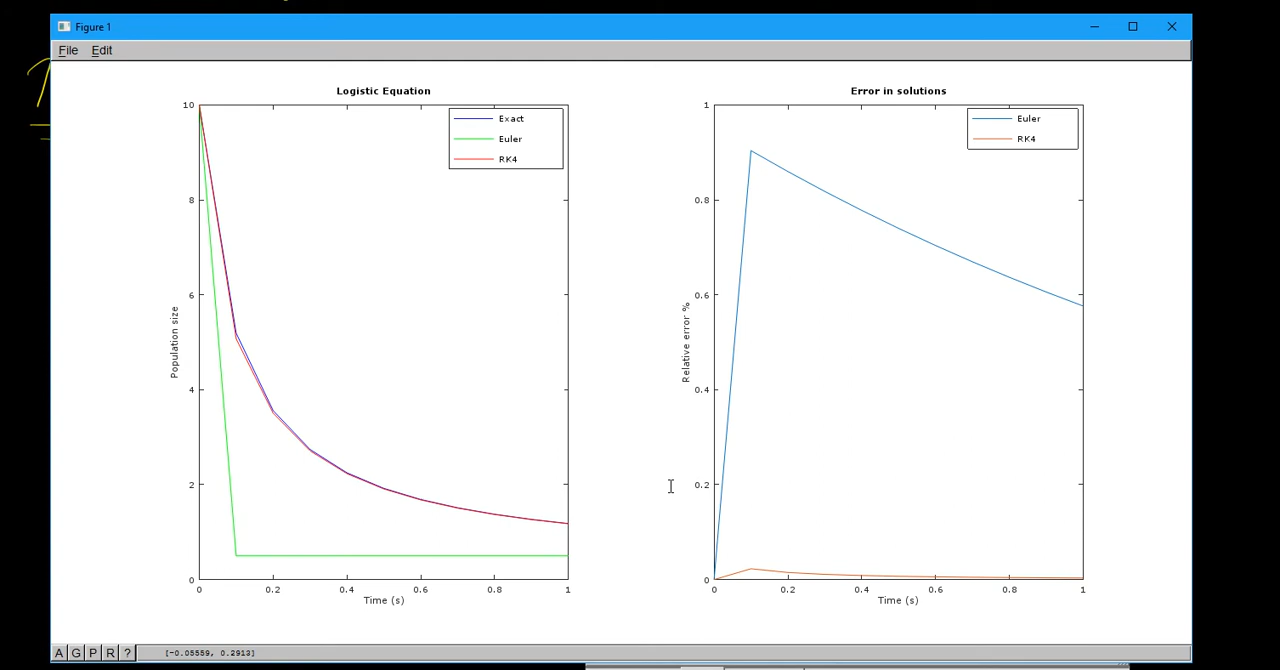 Figure 1
File Edit
Logistic Equation
Exact
Euler
RK4
10
8
6
4
2
0
Population size
0 0.2 0.4 0.6 0.8 1
Time (s)
Error in solutions
Euler
RK4
1
0.8
0.6
0.4
0.2
0
Relative error %
0 0.2 0.4 0.6 0.8 1
Time (s)
A G P R ? [-0.05559, 0.2913]